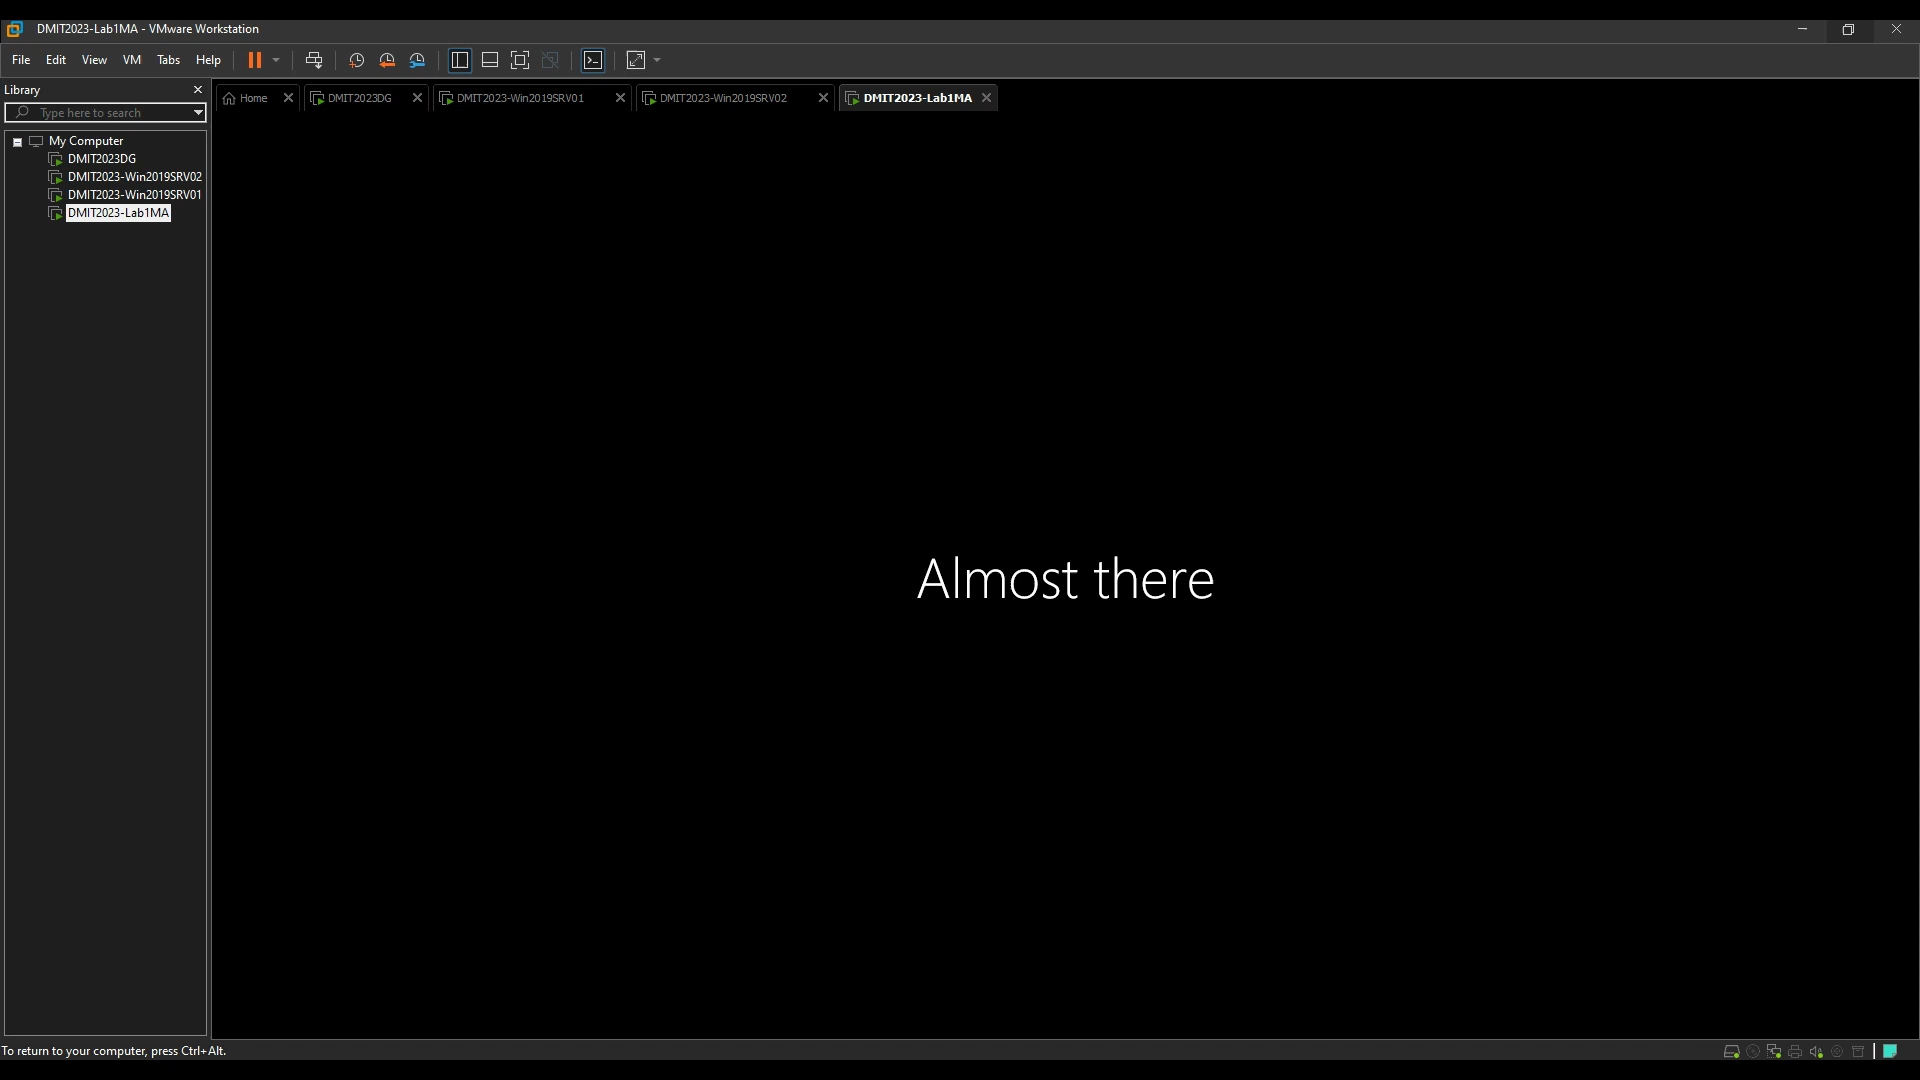 DMIT2023-Lab1MA - VMware Workstation
File Edit View VM Tabs Help
Library
Type here to search
Home DMIT2023DG DMIT2023-Win2019SRV01 DMIT2023-Win2019SRV02 DMIT2023-Lab1MA
My Computer
DMIT2023DG
DMIT2023-Win2019SRV02
DMIT2023-Win2019SRV01
DMIT2023-Lab1MA
Almost there
To return to your computer, press Ctrl+Alt.